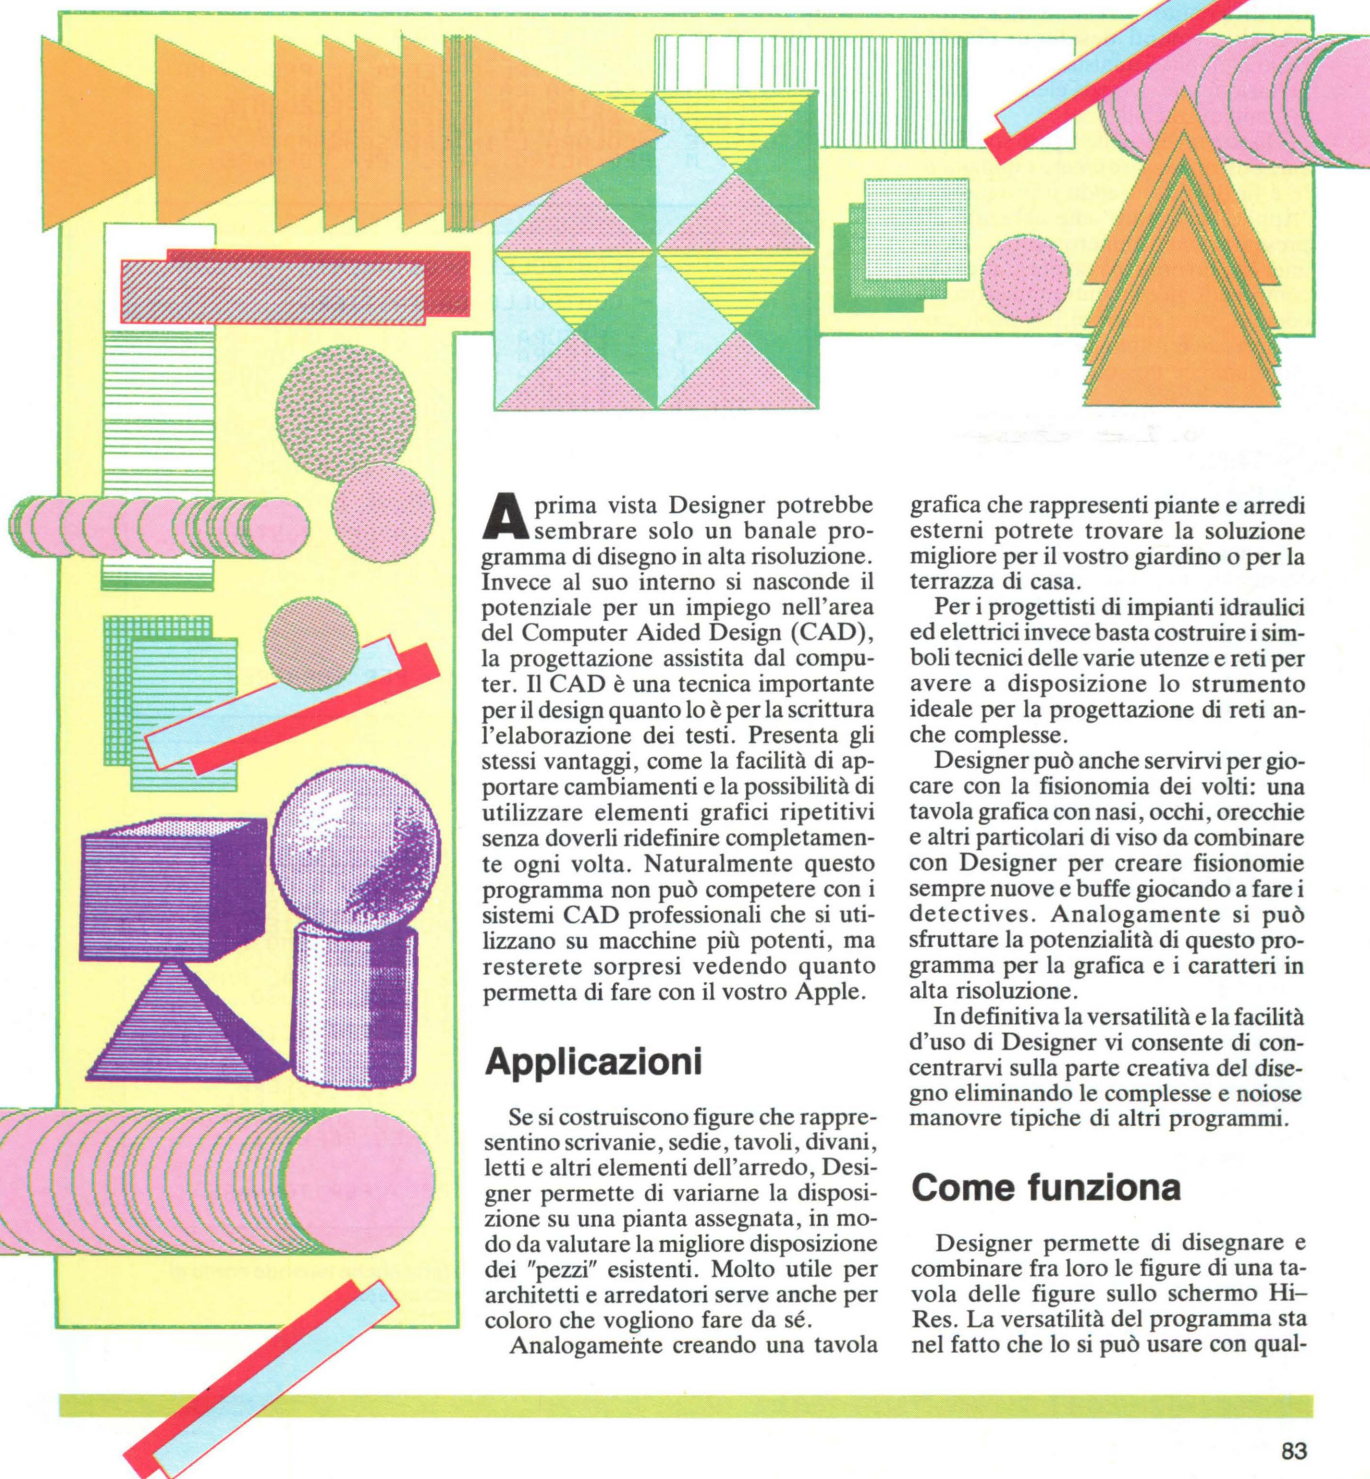 A prima vista Designer potrebbe
sembrare solo un banale pro-
gramma di disegno in alta risoluzione.
Invece al suo interno si nasconde il
potenziale per un impiego nell'area
del Computer Aided Design (CAD),
la progettazione assistita dal compu-
ter. Il CAD è una tecnica importante
per il design quanto lo è per la scrittura
l'elaborazione dei testi. Presenta gli
stessi vantaggi, come la facilità di ap-
portare cambiamenti e la possibilità di
utilizzare elementi grafici ripetitivi
senza doverli ridefinire completamen-
te ogni volta. Naturalmente questo
programma non può competere con i
sistemi CAD professionali che si uti-
lizzano su macchine più potenti, ma
resterete sorpresi vedendo quanto
permetta di fare con il vostro Apple.
Applicazioni
Se si costruiscono figure che rappre-
sentino scrivanie, sedie, tavoli, divani,
letti e altri elementi dell'arredo, Desi-
gner permette di variarne la disposi-
zione su una pianta assegnata, in mo-
do da valutare la migliore disposizione
dei "pezzi" esistenti. Molto utile per
architetti e arredatori serve anche per
coloro che vogliono fare da sé.
Analogamente creando una tavola
grafica che rappresenti piante e arredi
esterni potrete trovare la soluzione
migliore per il vostro giardino o per la
terrazza di casa.
Per i progettisti di impianti idraulici
ed elettrici invece basta costruire i sim-
boli tecnici delle varie utenze e reti per
avere a disposizione lo strumento
ideale per la progettazione di reti an-
che complesse.
Designer può anche servirvi per gio-
care con la fisionomia dei volti: una
tavola grafica con nasi, occhi, orecchie
e altri particolari di viso da combinare
con Designer per creare fisionomie
sempre nuove e buffe giocando a fare i
detectives. Analogamente si può
sfruttare la potenzialità di questo pro-
gramma per la grafica e i caratteri in
alta risoluzione.
In definitiva la versatilità e la facilità
d'uso di Designer vi consente di con-
centrarvi sulla parte creativa del dise-
gno eliminando le complesse e noiose
manovre tipiche di altri programmi.
Come funziona
Designer permette di disegnare e
combinare fra loro le figure di una ta-
vola delle figure sullo schermo Hi–
Res. La versatilità del programma sta
nel fatto che lo si può usare con qual-
83